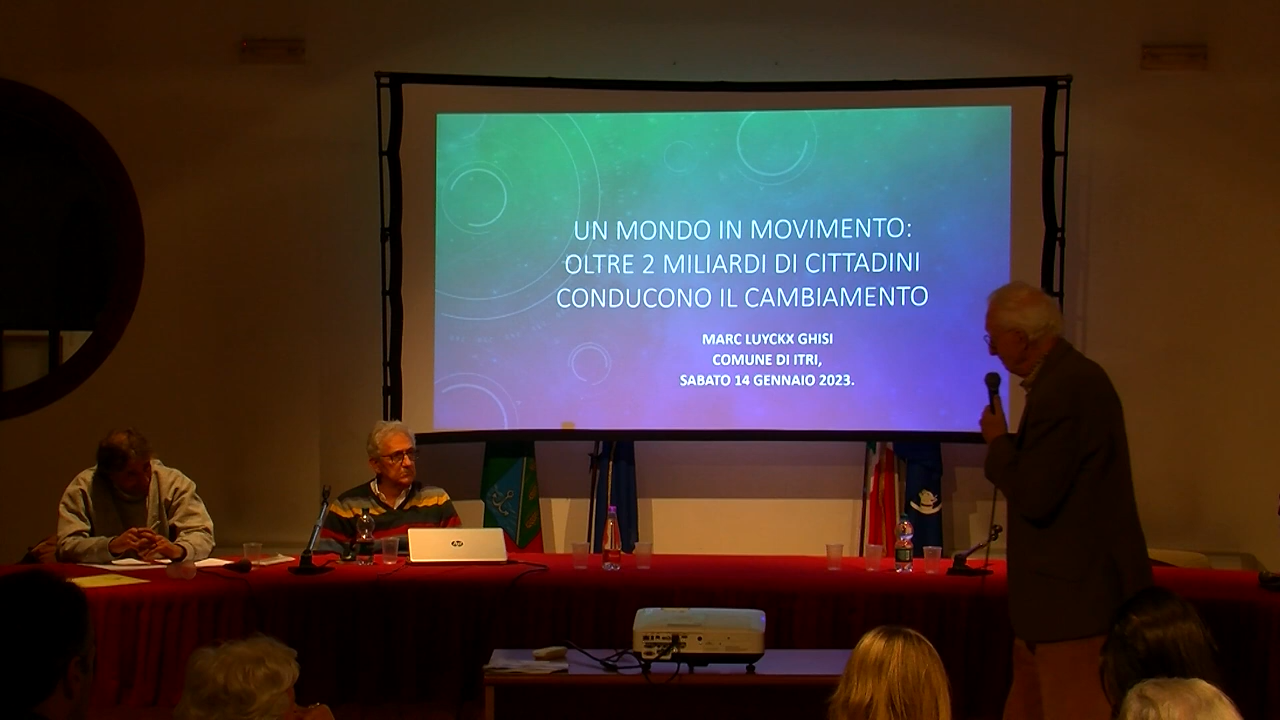 UN MONDO IN MOVIMENTO:
OLTRE 2 MILIARDI DI CITTADINI
CONDUCONO IL CAMBIAMENTO
MARC LUYCKX GHISI
COMUNE DI ITRI,
SABATO 14 GENNAIO 2023.
hp